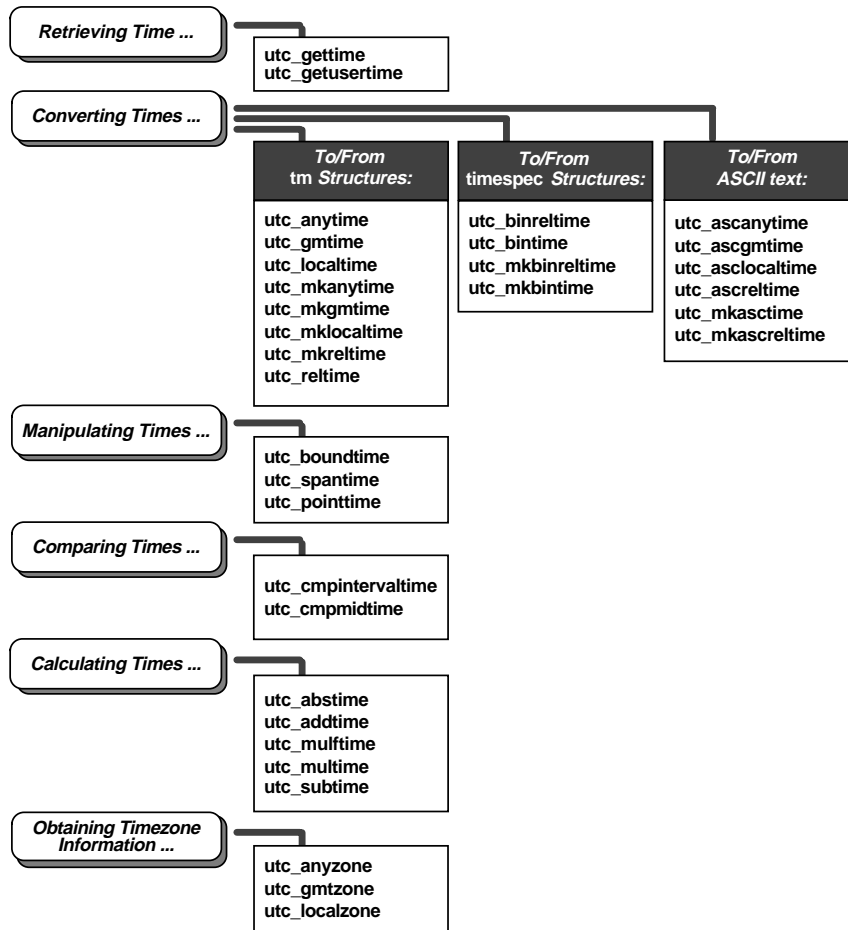 Retrieving Time ...
utc_gettime
utc_getusertime
Converting Times ...
To/From
tm Structures:
utc_anytime
utc_gmtime
utc_localtime
utc_mkanytime
utc_mkgmtime
utc_mklocaltime
utc_mkreltime
utc_reltime
To/From
timespec Structures:
utc_binreltime
utc_bintime
utc_mkbinreltime
utc_mkbintime
To/From
ASCII text:
utc_ascanytime
utc_ascgmtime
utc_asclocaltime
utc_ascreltime
utc_mkasctime
utc_mkascreltime
Manipulating Times ...
utc_boundtime
utc_spantime
utc_pointtime
Comparing Times ...
utc_cmpintervaltime
utc_cmpmidtime
Calculating Times ...
utc_abstime
utc_addtime
utc_mulftime
utc_multime
utc_subtime
Obtaining Timezone
Information ...
utc_anyzone
utc_gmtzone
utc_localzone